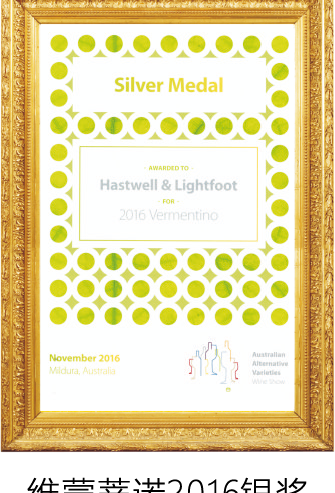 Silver Medal
- AWARDED TO -
Hastwell & Lightfoot
- FOR -
2016 Vermentino
November 2016
Mildura, Australia
Australian
Alternative
Varieties
Wine Show
维蒙蒂诺2016银奖